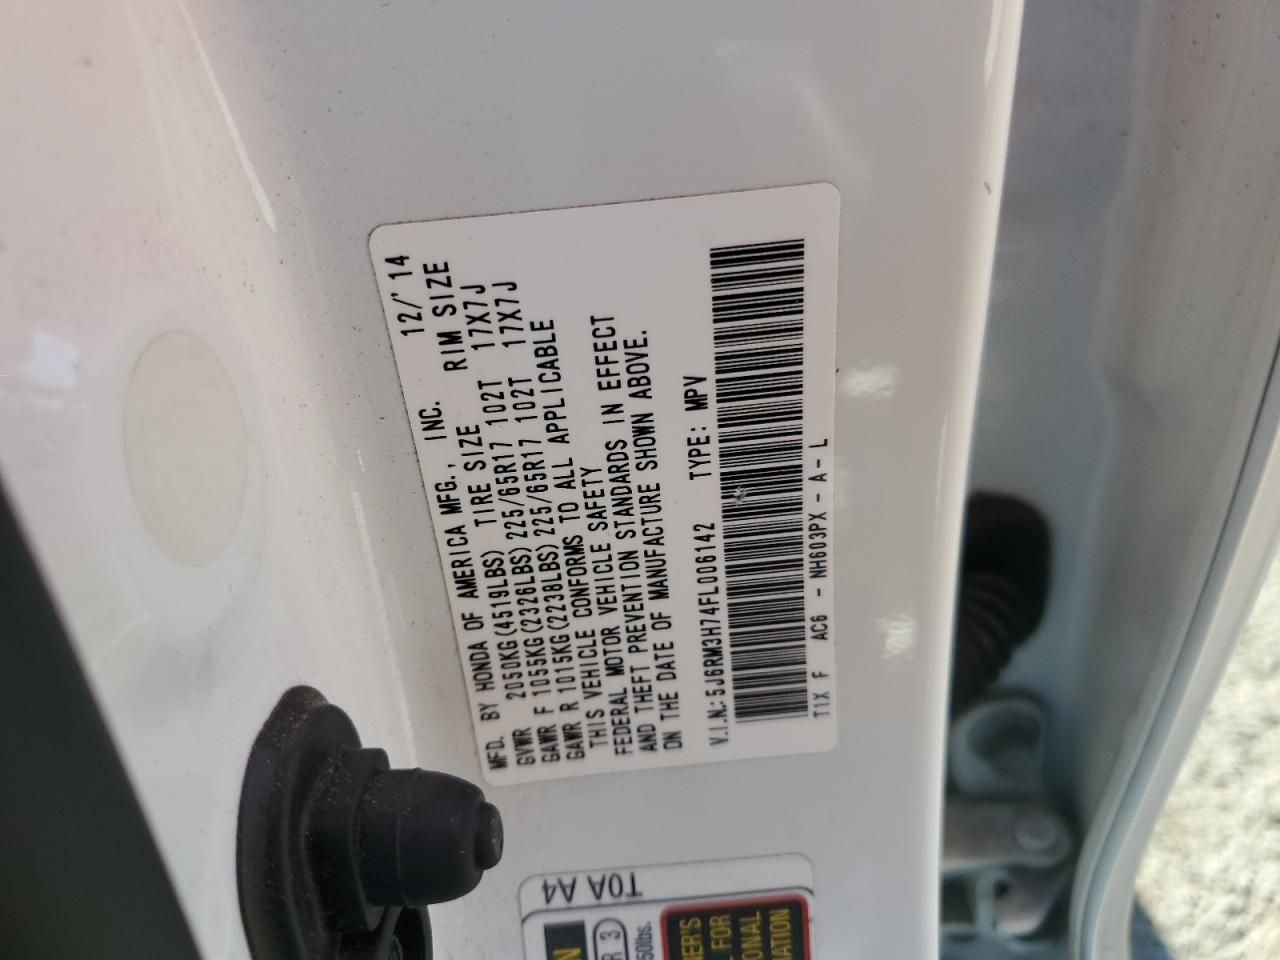 MFD. BY HONDA OF AMERICA MFG., INC. 12/'14
GVWR 2050KG(4519LBS) TIRE SIZE RIM SIZE
GAWR F 1055KG(2326LBS) 225/65R17 102T 17X7J
GAWR R 1015KG(2238LBS) 225/65R17 102T 17X7J
THIS VEHICLE CONFORMS TO ALL APPLICABLE
FEDERAL MOTOR VEHICLE SAFETY
AND THEFT PREVENTION STANDARDS IN EFFECT
ON THE DATE OF MANUFACTURE SHOWN ABOVE.
V.I.N.: 5J6RM3H74FL006142 TYPE: MPV
T1X F AC6 - NH603PX - A - L
T0A A4
R 3